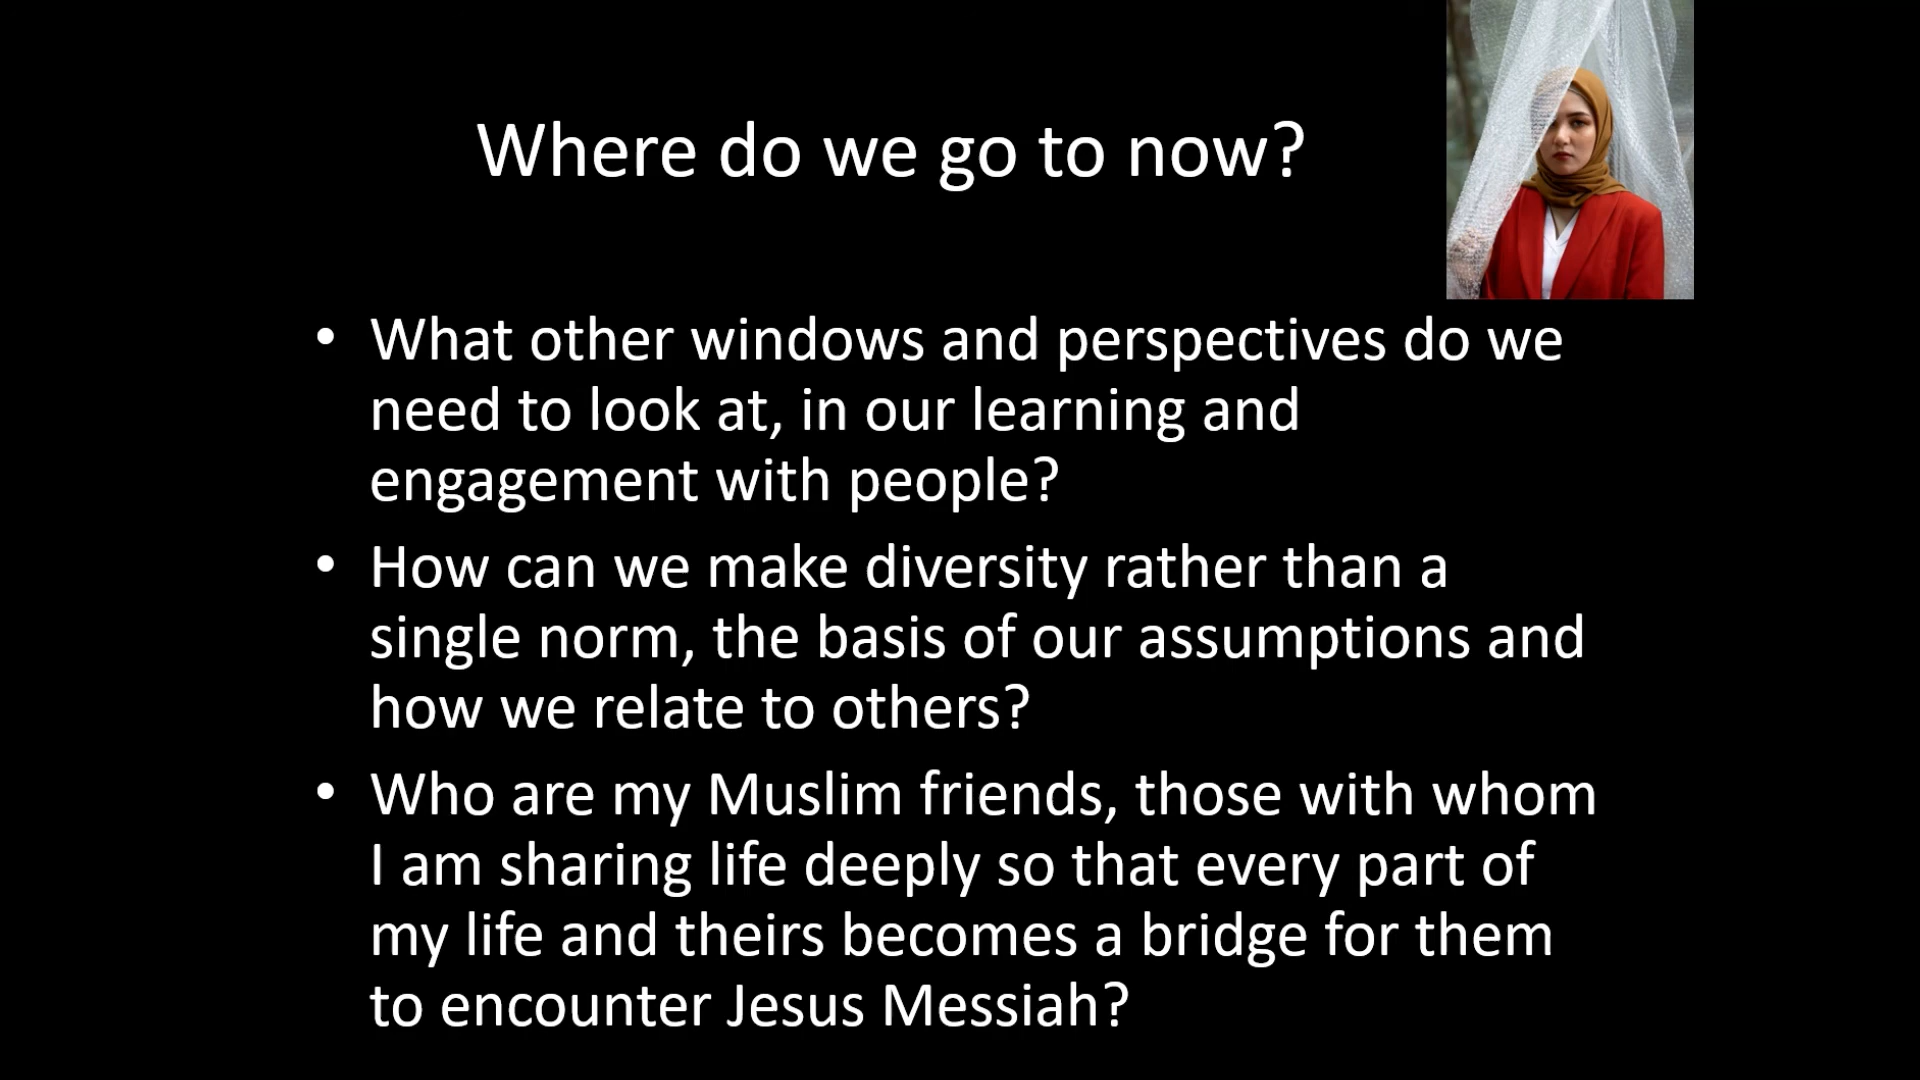 Where do we go to now?
• What other windows and perspectives do we
need to look at, in our learning and
engagement with people?
• How can we make diversity rather than a
single norm, the basis of our assumptions and
how we relate to others?
• Who are my Muslim friends, those with whom
I am sharing life deeply so that every part of
my life and theirs becomes a bridge for them
to encounter Jesus Messiah?